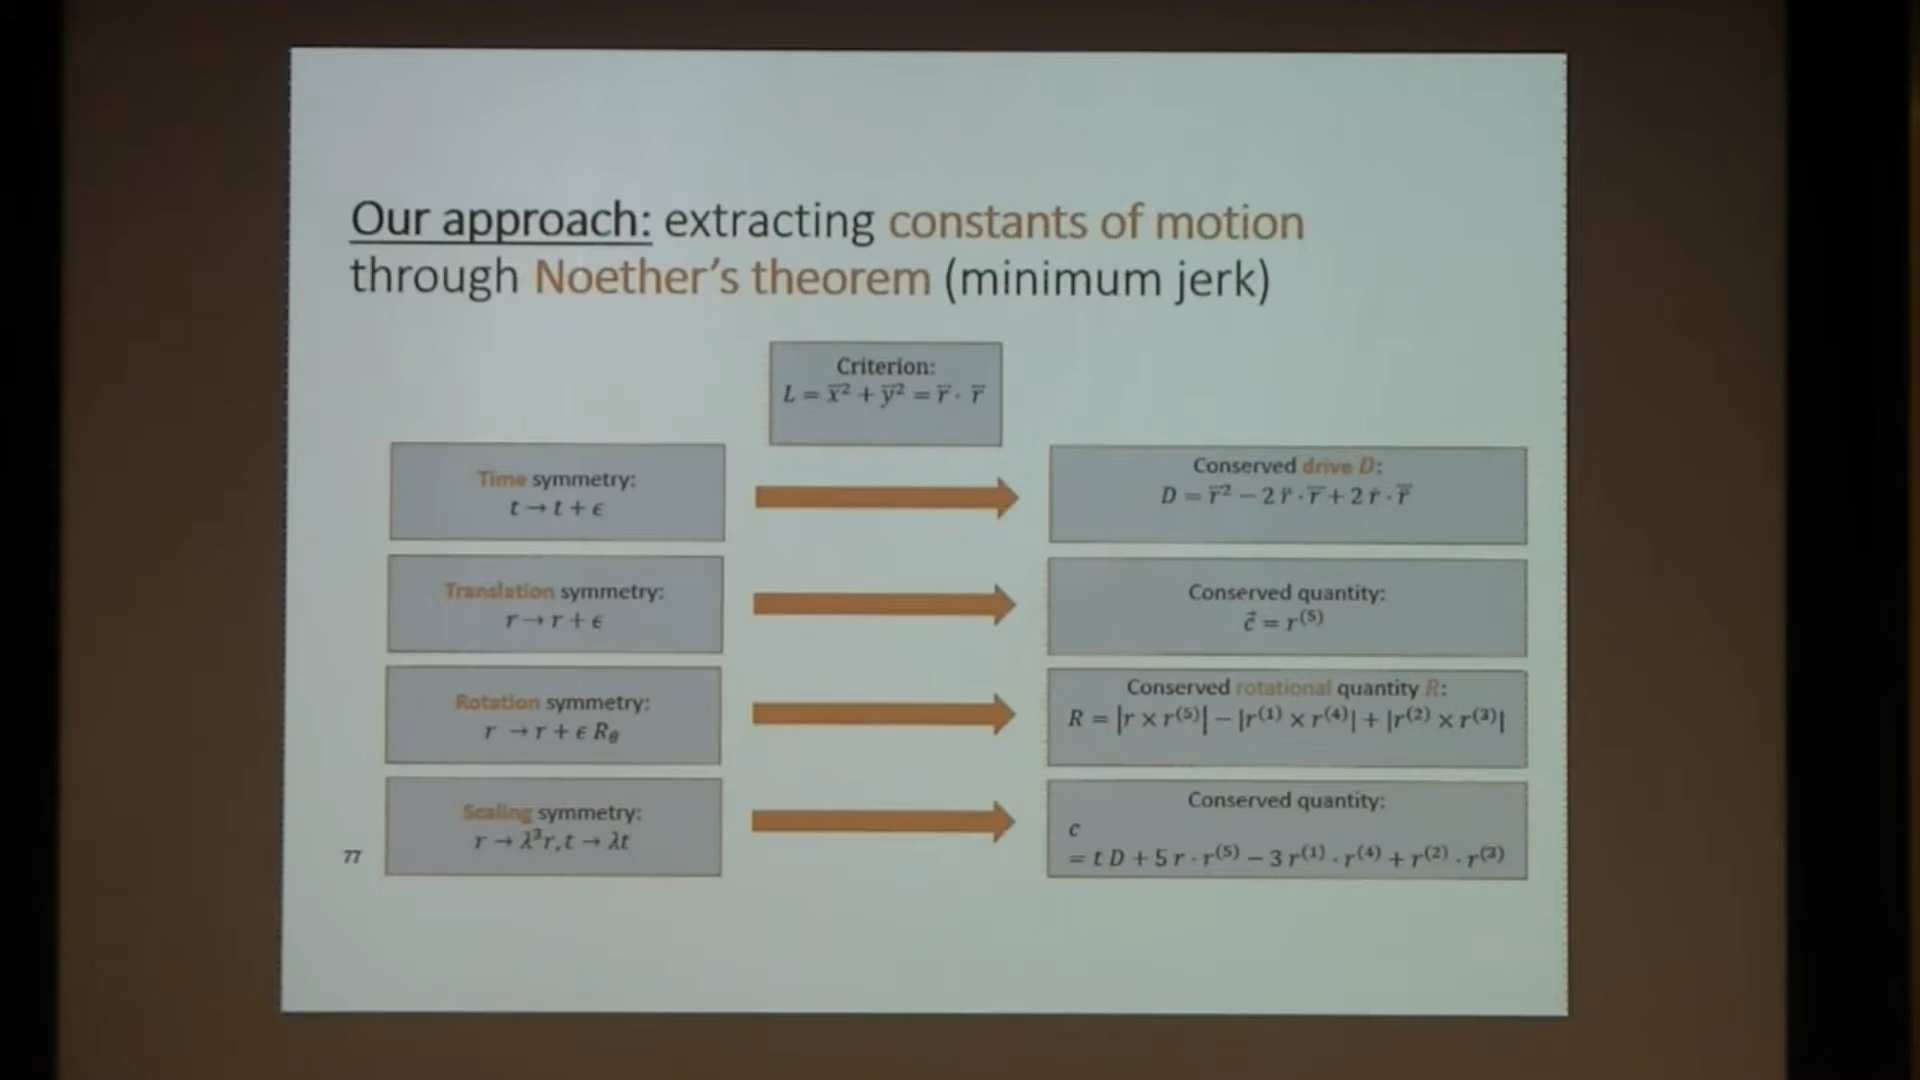 Our approach: extracting constants of motion
through Noether's theorem (minimum jerk)
Criterion:
L = x⃛² + y⃛² = r⃛ · r⃛
Time symmetry:
t → t + ϵ
Conserved drive D:
Translation symmetry:
r → r + ϵ
Conserved quantity:
c⃗ = r⁽⁵⁾
Rotation symmetry:
r → r + ϵ R_θ
Conserved rotational quantity R:
R = |r × r⁽⁵⁾| − |r⁽¹⁾ × r⁽⁴⁾| + |r⁽²⁾ × r⁽³⁾|
Scaling symmetry:
r → λ³r, t → λt
Conserved quantity:
c
= t D + 5 r · r⁽⁵⁾ − 3 r⁽¹⁾ · r⁽⁴⁾ + r⁽²⁾ · r⁽³⁾
77